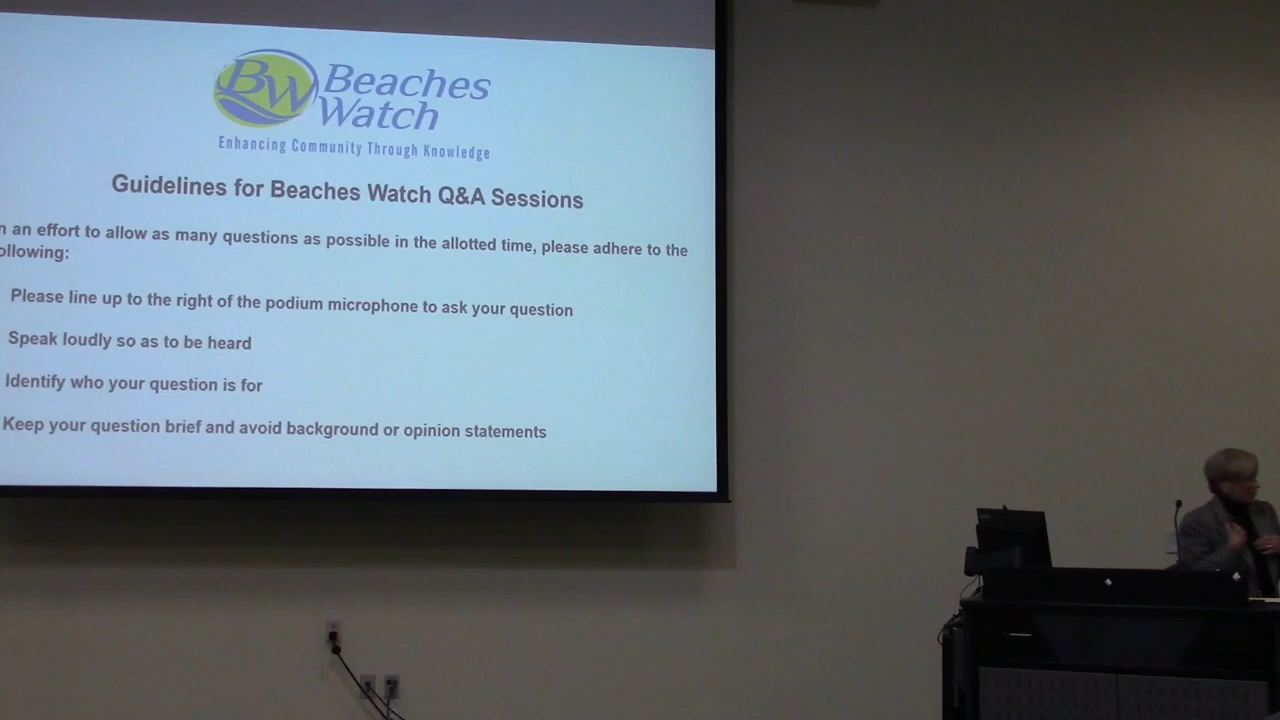 BW Beaches
Watch
Enhancing Community Through Knowledge
Guidelines for Beaches Watch Q&A Sessions
n an effort to allow as many questions as possible in the allotted time, please adhere to the
ollowing:
Please line up to the right of the podium microphone to ask your question
Speak loudly so as to be heard
Identify who your question is for
Keep your question brief and avoid background or opinion statements